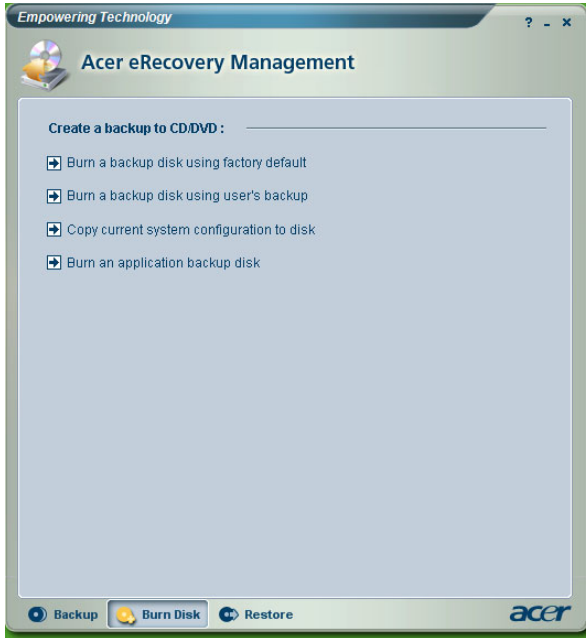 Empowering Technology
? - x
Acer eRecovery Management
Create a backup to CD/DVD :
Burn a backup disk using factory default
Burn a backup disk using user's backup
Copy current system configuration to disk
Burn an application backup disk
Backup Burn Disk Restore acer